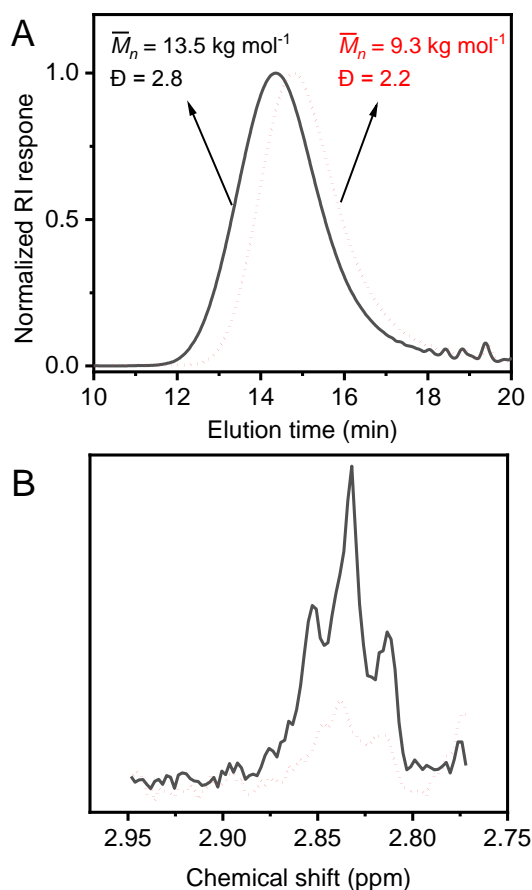 A
M̅n = 13.5 kg mol⁻¹
Đ = 2.8
M̅n = 9.3 kg mol⁻¹
Đ = 2.2
Normalized RI respone
1.0
0.5
0.0
10 12 14 16 18 20
Elution time (min)
B
2.95 2.90 2.85 2.80 2.75
Chemical shift (ppm)